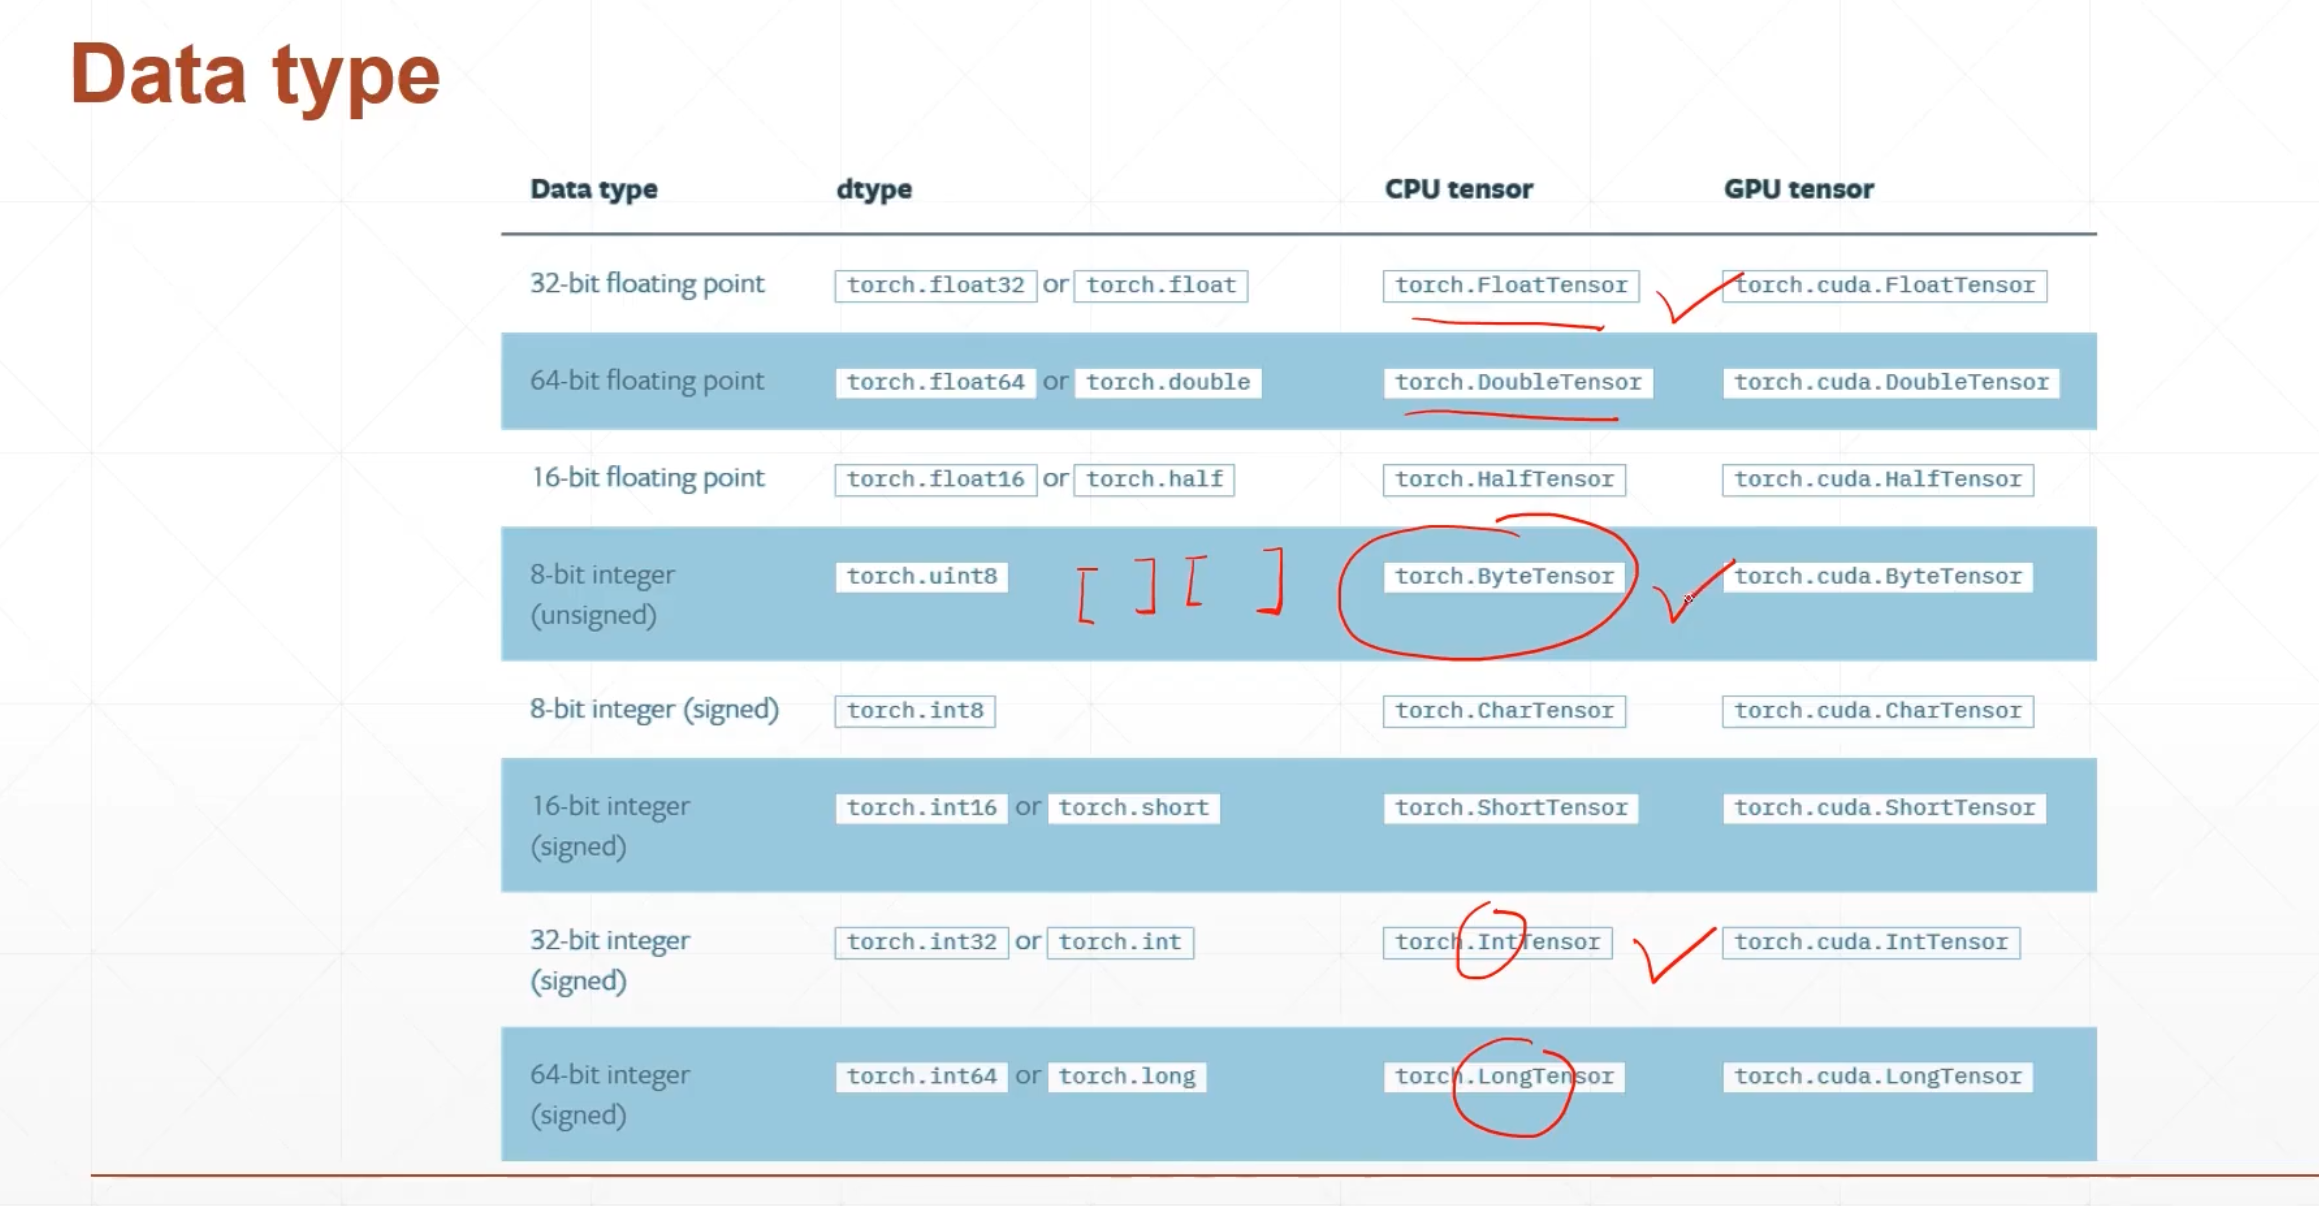 Data type
Data type dtype CPU tensor GPU tensor
32-bit floating point torch.float32 or torch.float torch.FloatTensor torch.cuda.FloatTensor
64-bit floating point torch.float64 or torch.double torch.DoubleTensor torch.cuda.DoubleTensor
16-bit floating point torch.float16 or torch.half torch.HalfTensor torch.cuda.HalfTensor
8-bit integer torch.uint8 [ ] [ ] torch.ByteTensor torch.cuda.ByteTensor
(unsigned)
8-bit integer (signed) torch.int8 torch.CharTensor torch.cuda.CharTensor
16-bit integer torch.int16 or torch.short torch.ShortTensor torch.cuda.ShortTensor
(signed)
32-bit integer torch.int32 or torch.int torch.IntTensor torch.cuda.IntTensor
(signed)
64-bit integer torch.int64 or torch.long torch.LongTensor torch.cuda.LongTensor
(signed)